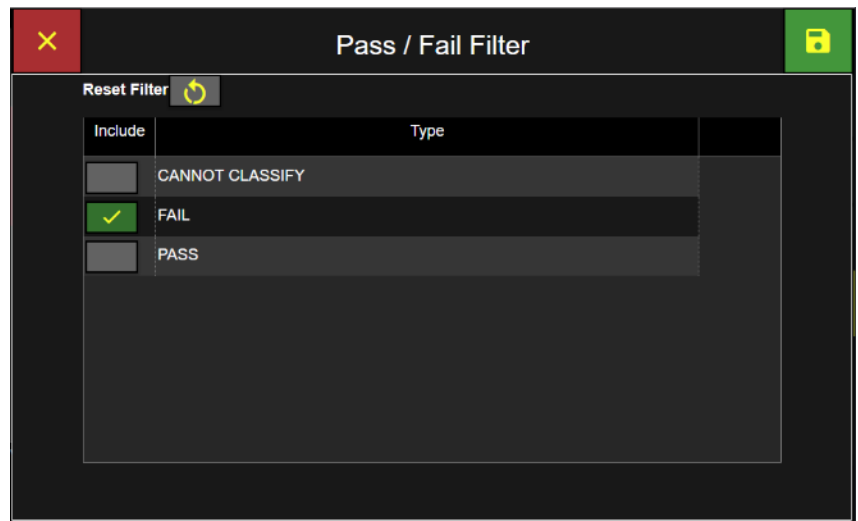 Pass / Fail Filter
Reset Filter
Include Type
CANNOT CLASSIFY
FAIL
PASS